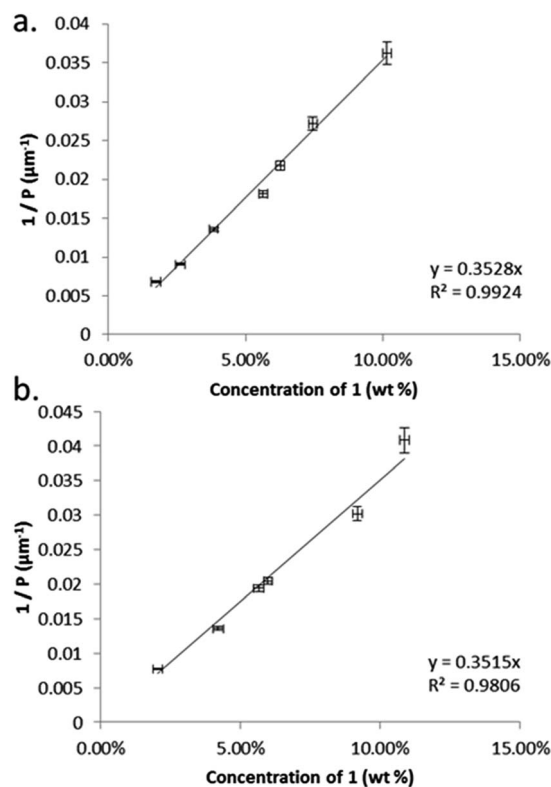 a.
0.04
0.035
0.03
0.025
0.02
0.015
0.01
0.005
0
1 / P (µm⁻¹)
y = 0.3528x
R² = 0.9924
0.00% 5.00% 10.00% 15.00%
Concentration of 1 (wt %)
b.
0.045
0.04
0.035
0.03
0.025
0.02
0.015
0.01
0.005
0
1 / P (µm⁻¹)
y = 0.3515x
R² = 0.9806
0.00% 5.00% 10.00% 15.00%
Concentration of 1 (wt %)